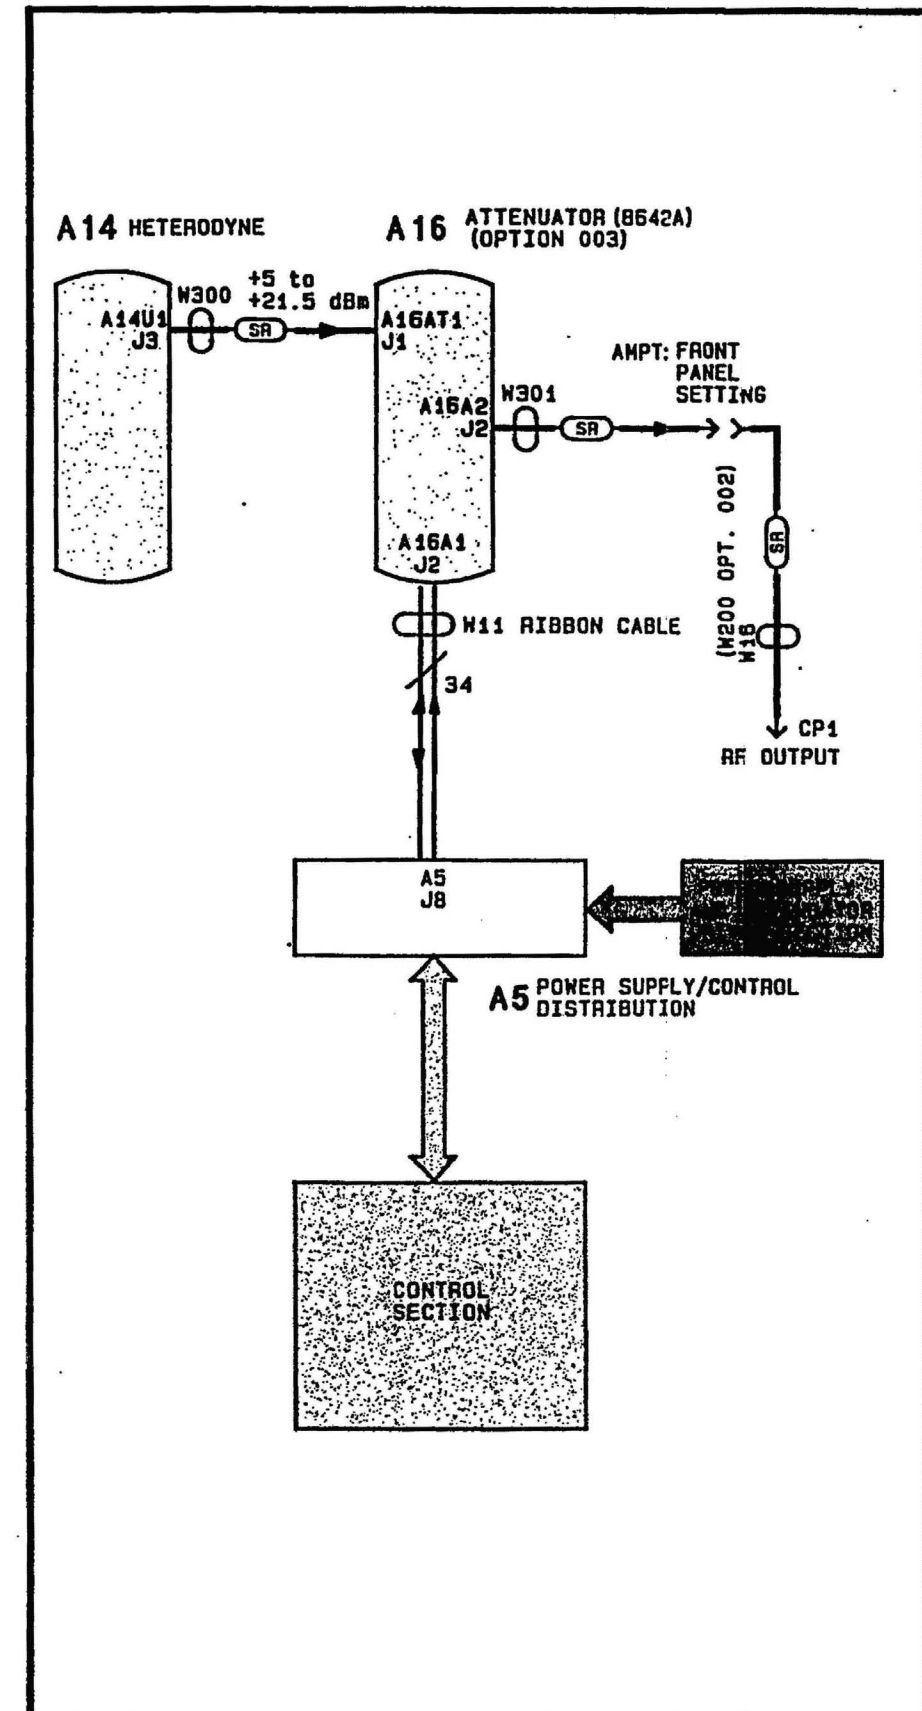 A14 HETERODYNE
A16 ATTENUATOR (8642A)
(OPTION 003)
W300
+5 to
+21.5 dBm
A14U1
J3
SR
A16AT1
J1
AMPT: FRONT
PANEL
SETTING
W301
A16A2
J2
SR
(W200 OPT. 002)
W16
SR
A16A1
J2
W11 RIBBON CABLE
34
CP1
RF OUTPUT
A5
J8
A5 POWER SUPPLY/CONTROL
DISTRIBUTION
CONTROL
SECTION